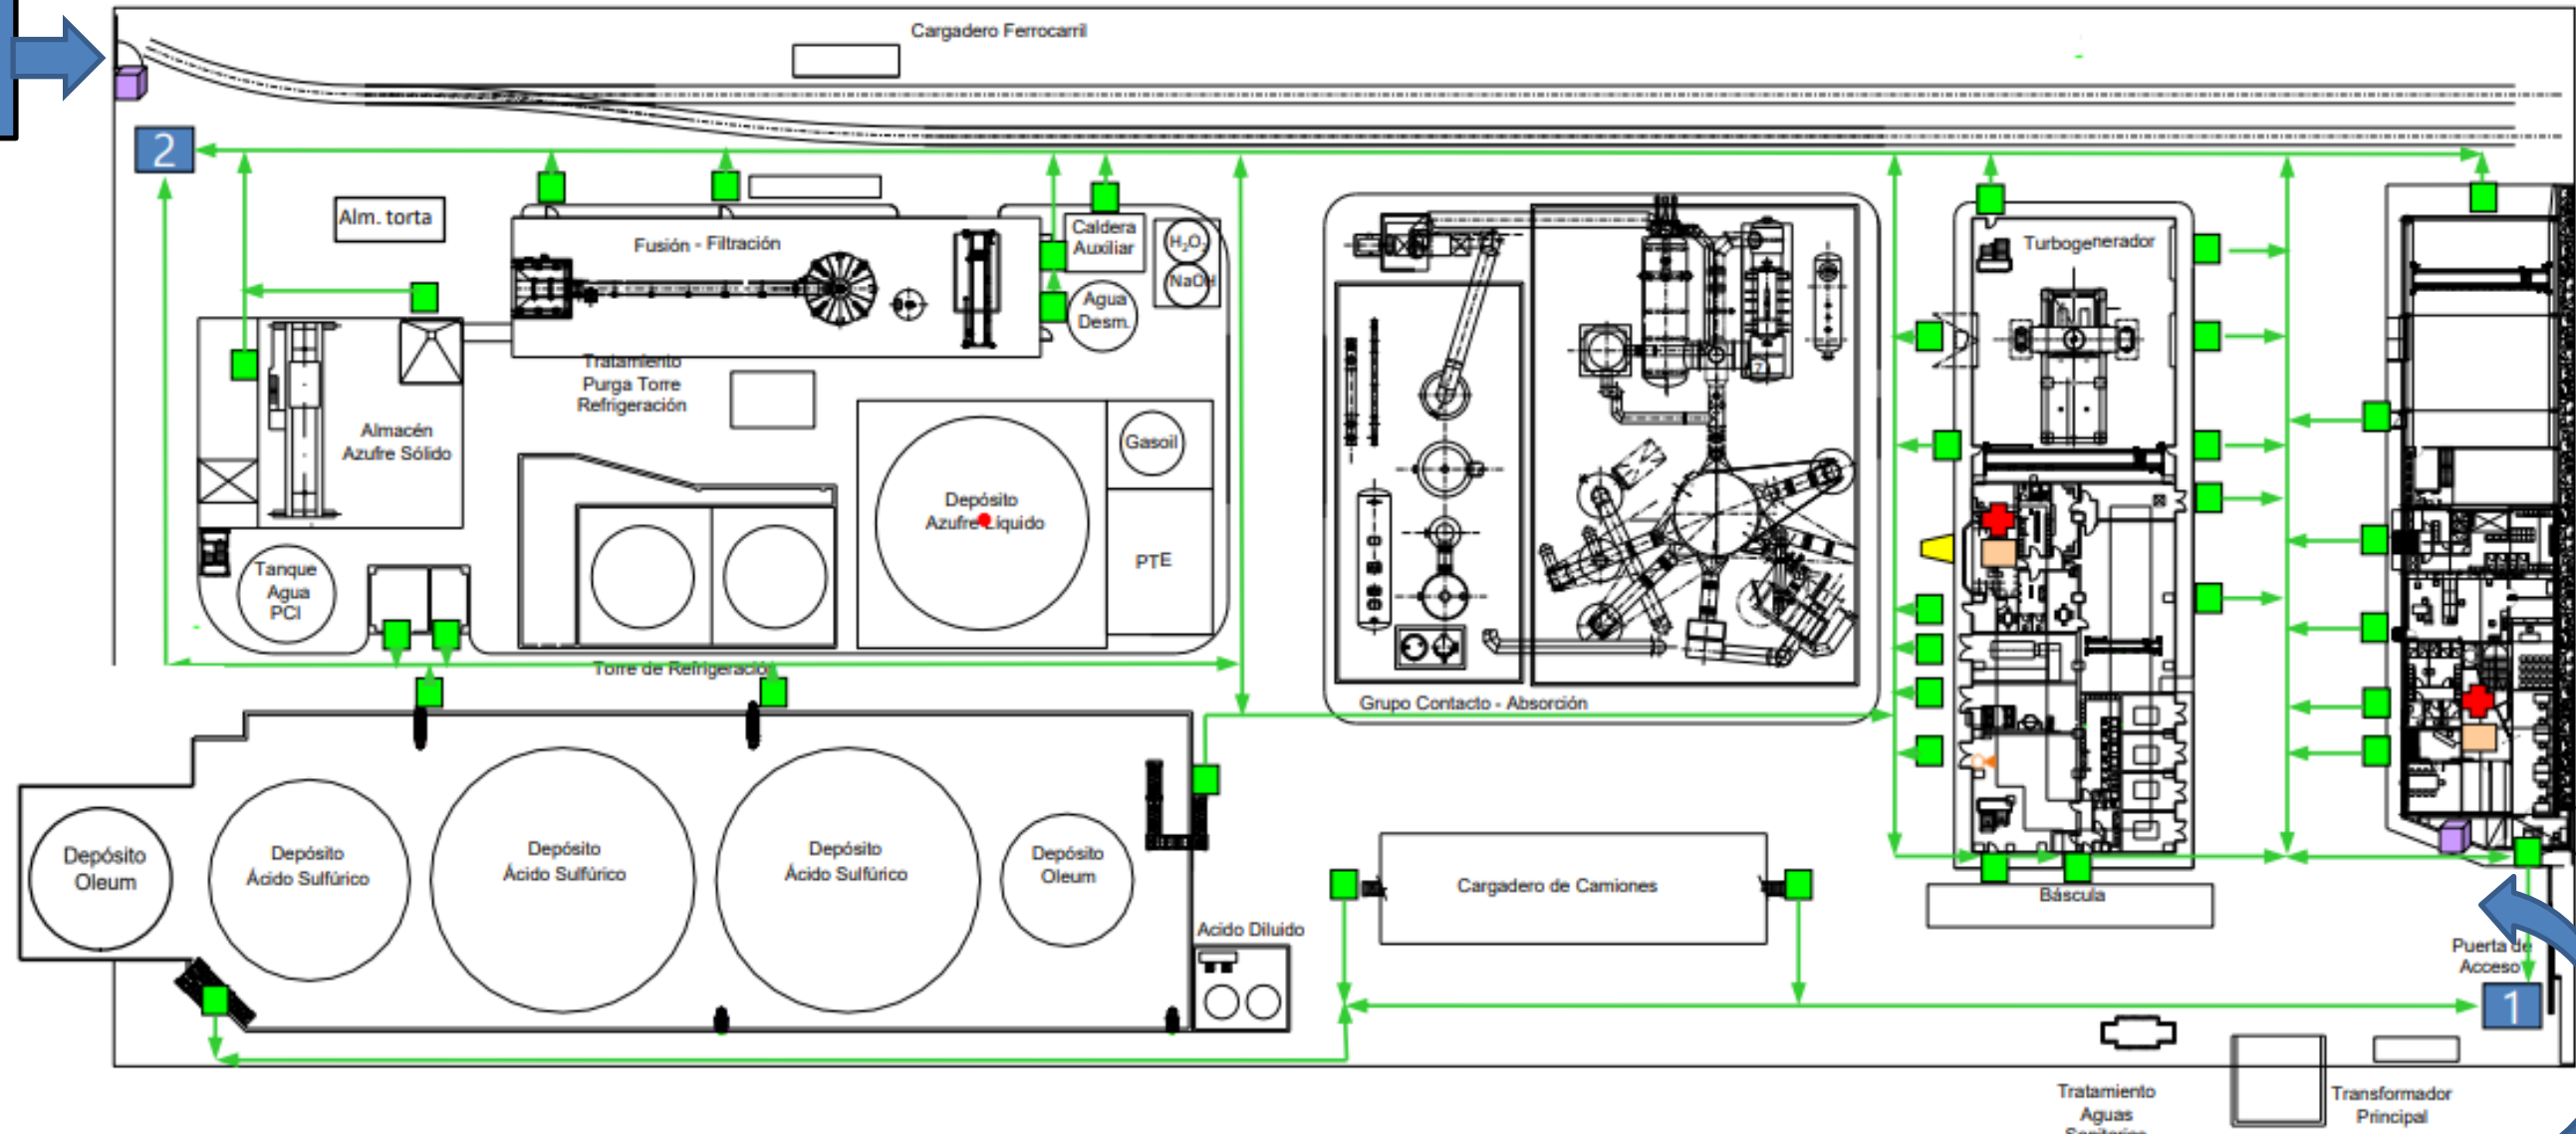 Cargadero Ferrocarril
2
Alm. torta
Fusión - Filtración
Caldera
Auxiliar
H2O2
NaOH
Agua
Desm.
Turbogenerador
Tratamiento
Purga Torre
Refrigeración
Almacén
Azufre Sólido
Gasoil
Depósito
Azufre Líquido
PTE
Tanque
Agua
PCI
Torre de Refrigeración
Grupo Contacto - Absorción
Depósito
Oleum
Depósito
Ácido Sulfúrico
Depósito
Ácido Sulfúrico
Depósito
Ácido Sulfúrico
Depósito
Oleum
Cargadero de Camiones
Báscula
Acido Diluido
Puerta de
Acceso
1
Tratamiento
Aguas
Transformador
Principal